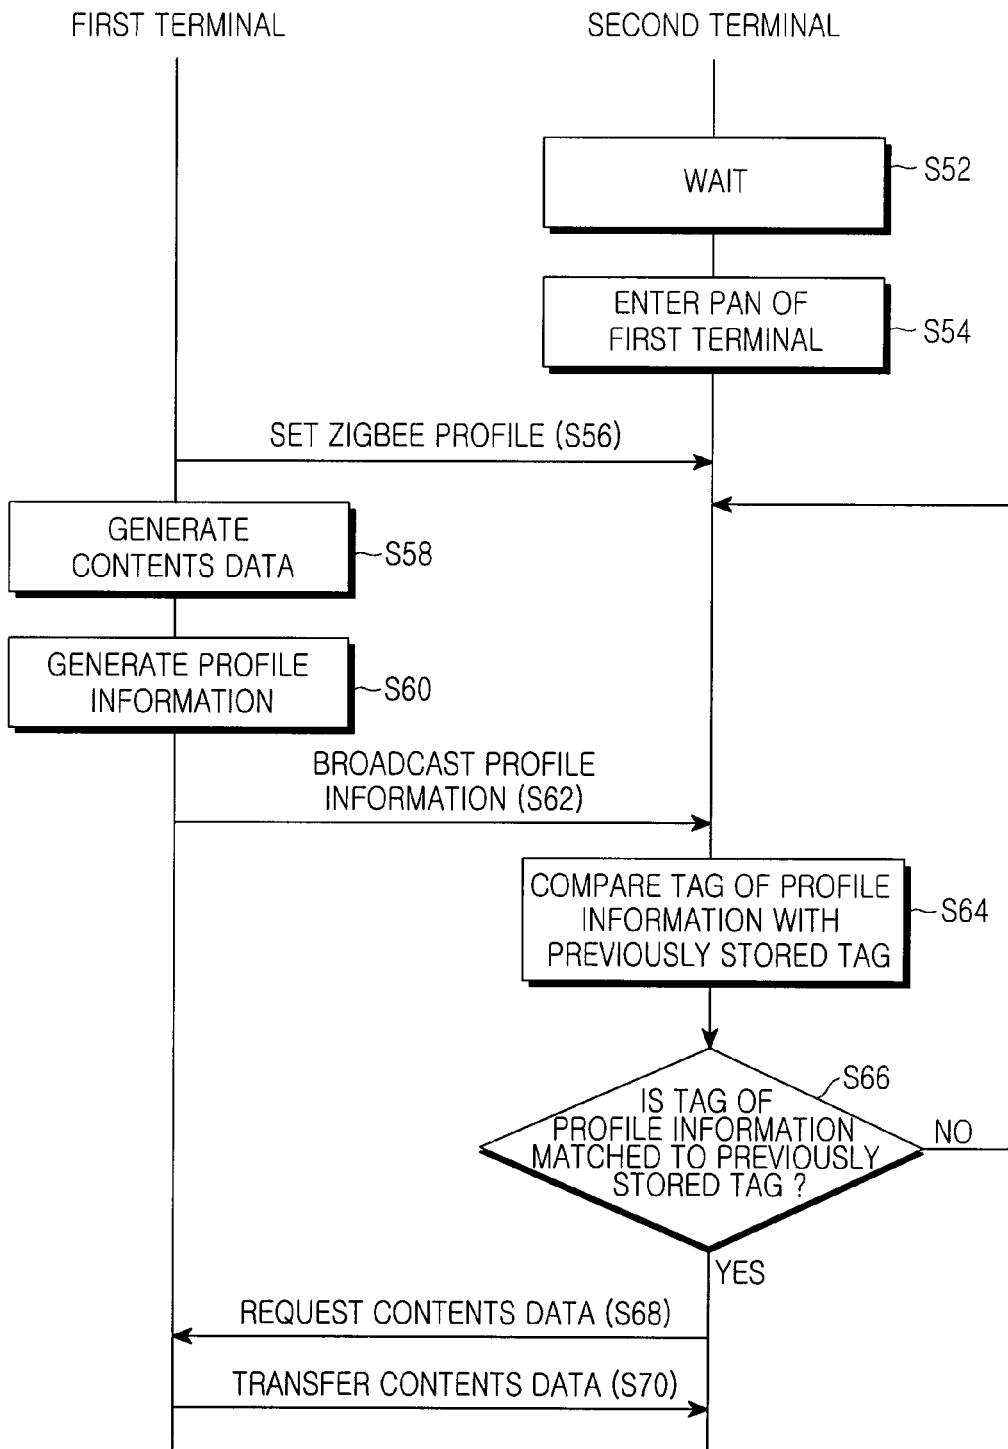 FIRST TERMINAL
SECOND TERMINAL
WAIT
S52
ENTER PAN OF
FIRST TERMINAL
S54
SET ZIGBEE PROFILE (S56)
GENERATE
CONTENTS DATA
S58
GENERATE PROFILE
INFORMATION
S60
BROADCAST PROFILE
INFORMATION (S62)
COMPARE TAG OF PROFILE
INFORMATION WITH
PREVIOUSLY STORED TAG
S64
S66
IS TAG OF
PROFILE INFORMATION
MATCHED TO PREVIOUSLY
STORED TAG ?
NO
YES
REQUEST CONTENTS DATA (S68)
TRANSFER CONTENTS DATA (S70)